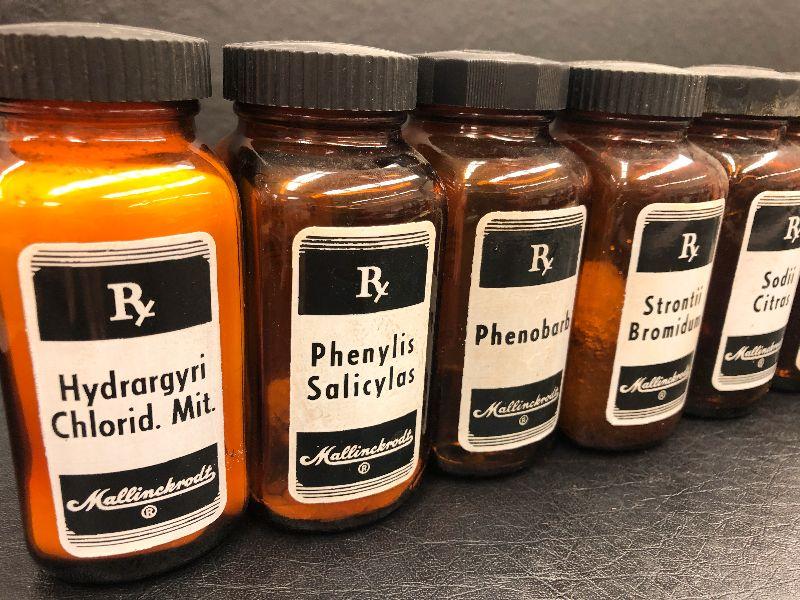 Rx
Hydrargyri
Chlorid. Mit.
Mallinckrodt
®
Rx
Phenylis
Salicylas
Mallinckrodt
®
Rx
Phenobarb
Mallinckrodt
®
Rx
Strontii
Bromidum
Mallinckrodt
®
Rx
Sodii
Citras
Mallinckrodt
®